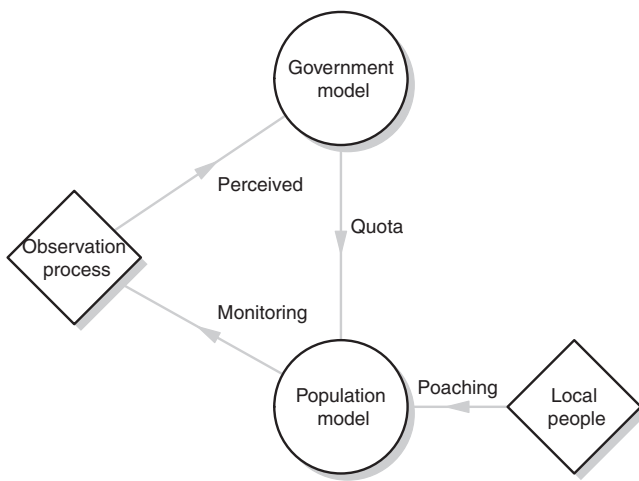 Government
model
Perceived
Quota
Observation
process
Monitoring
Population
model
Poaching
Local
people